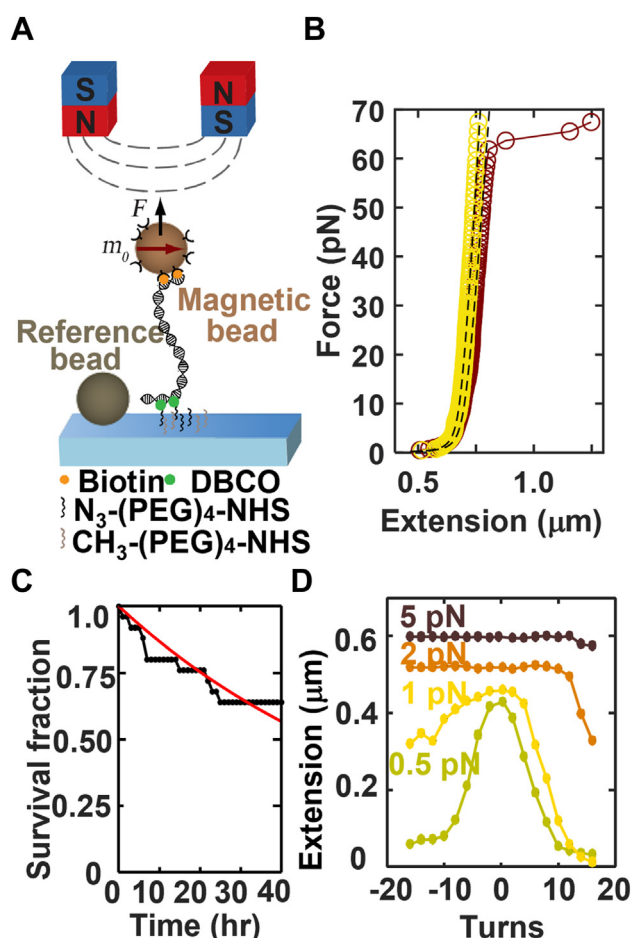 A
S
N
N
S
F
m0
Magnetic
bead
Reference
bead
Biotin DBCO
N3-(PEG)4-NHS
CH3-(PEG)4-NHS
B
70
60
50
40
30
20
10
0
0.5 1.0
Force (pN)
Extension (μm)
C
1.0
0.75
0.50
0.25
0
0 10 20 30 40
Survival fraction
Time (hr)
D
5 pN
2 pN
1 pN
0.5 pN
0.6
0.4
0.2
0
-20 -10 0 10 20
Extension (μm)
Turns